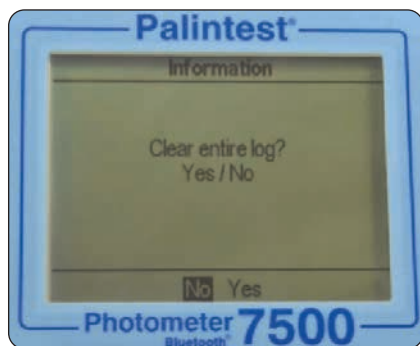 Palintest®
Information
Clear entire log?
Yes / No
No Yes
Photometer 7500
Bluetooth®